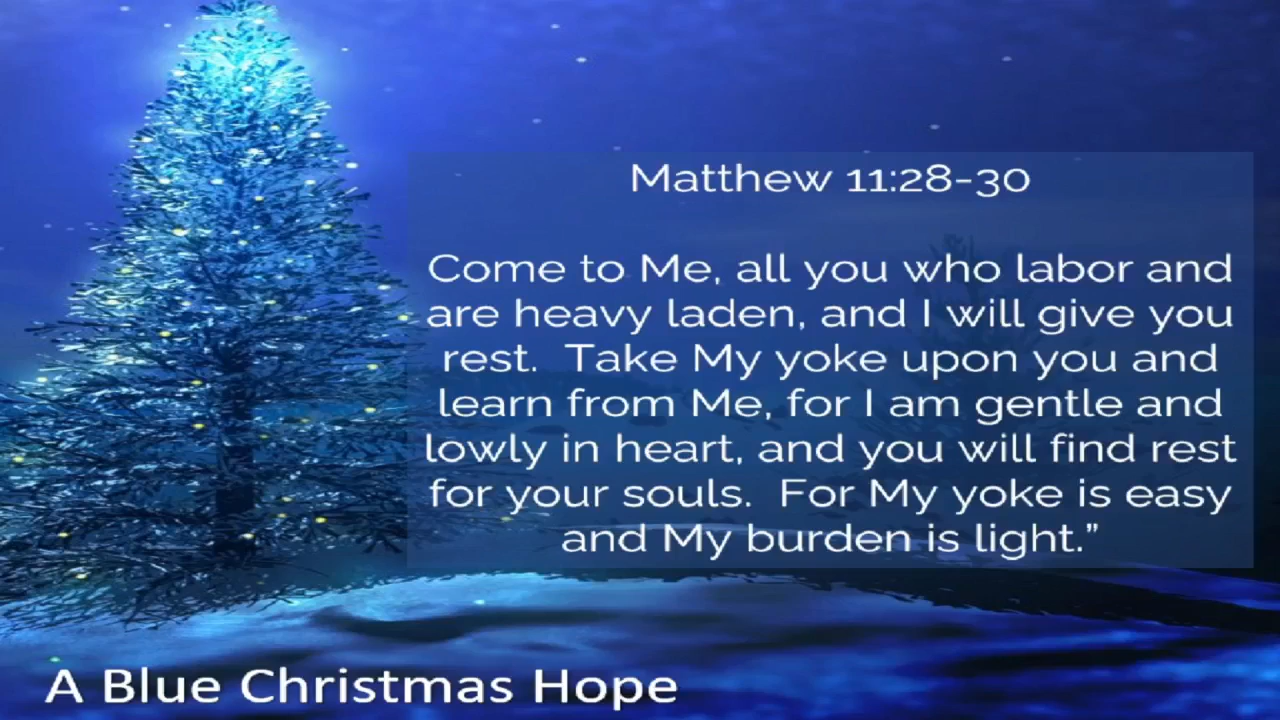 Matthew 11:28-30
Come to Me, all you who labor and
are heavy laden, and I will give you
rest.  Take My yoke upon you and
learn from Me, for I am gentle and
lowly in heart, and you will find rest
for your souls.  For My yoke is easy
and My burden is light.”
A Blue Christmas Hope